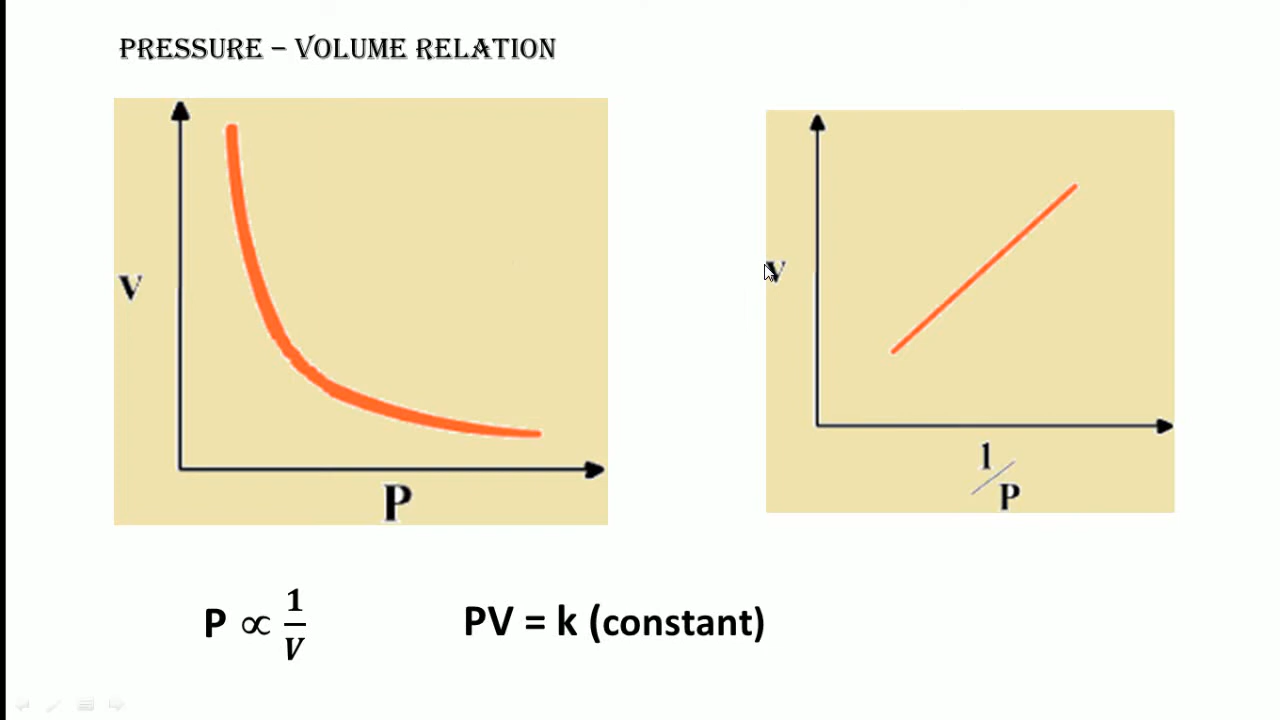 PRESSURE – VOLUME RELATION
V
P
V
1/P
P ∝ 1/V
PV = k (constant)